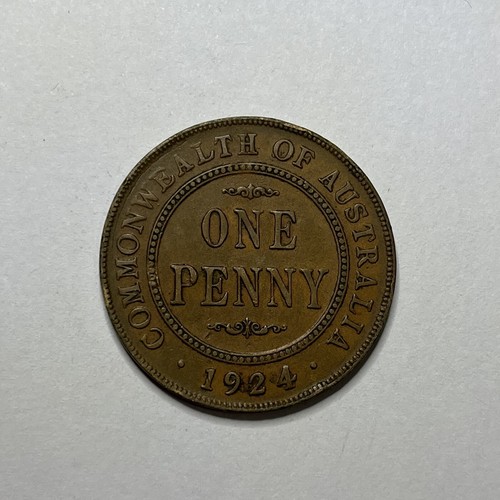 COMMONWEALTH OF AUSTRALIA
ONE
PENNY
1924